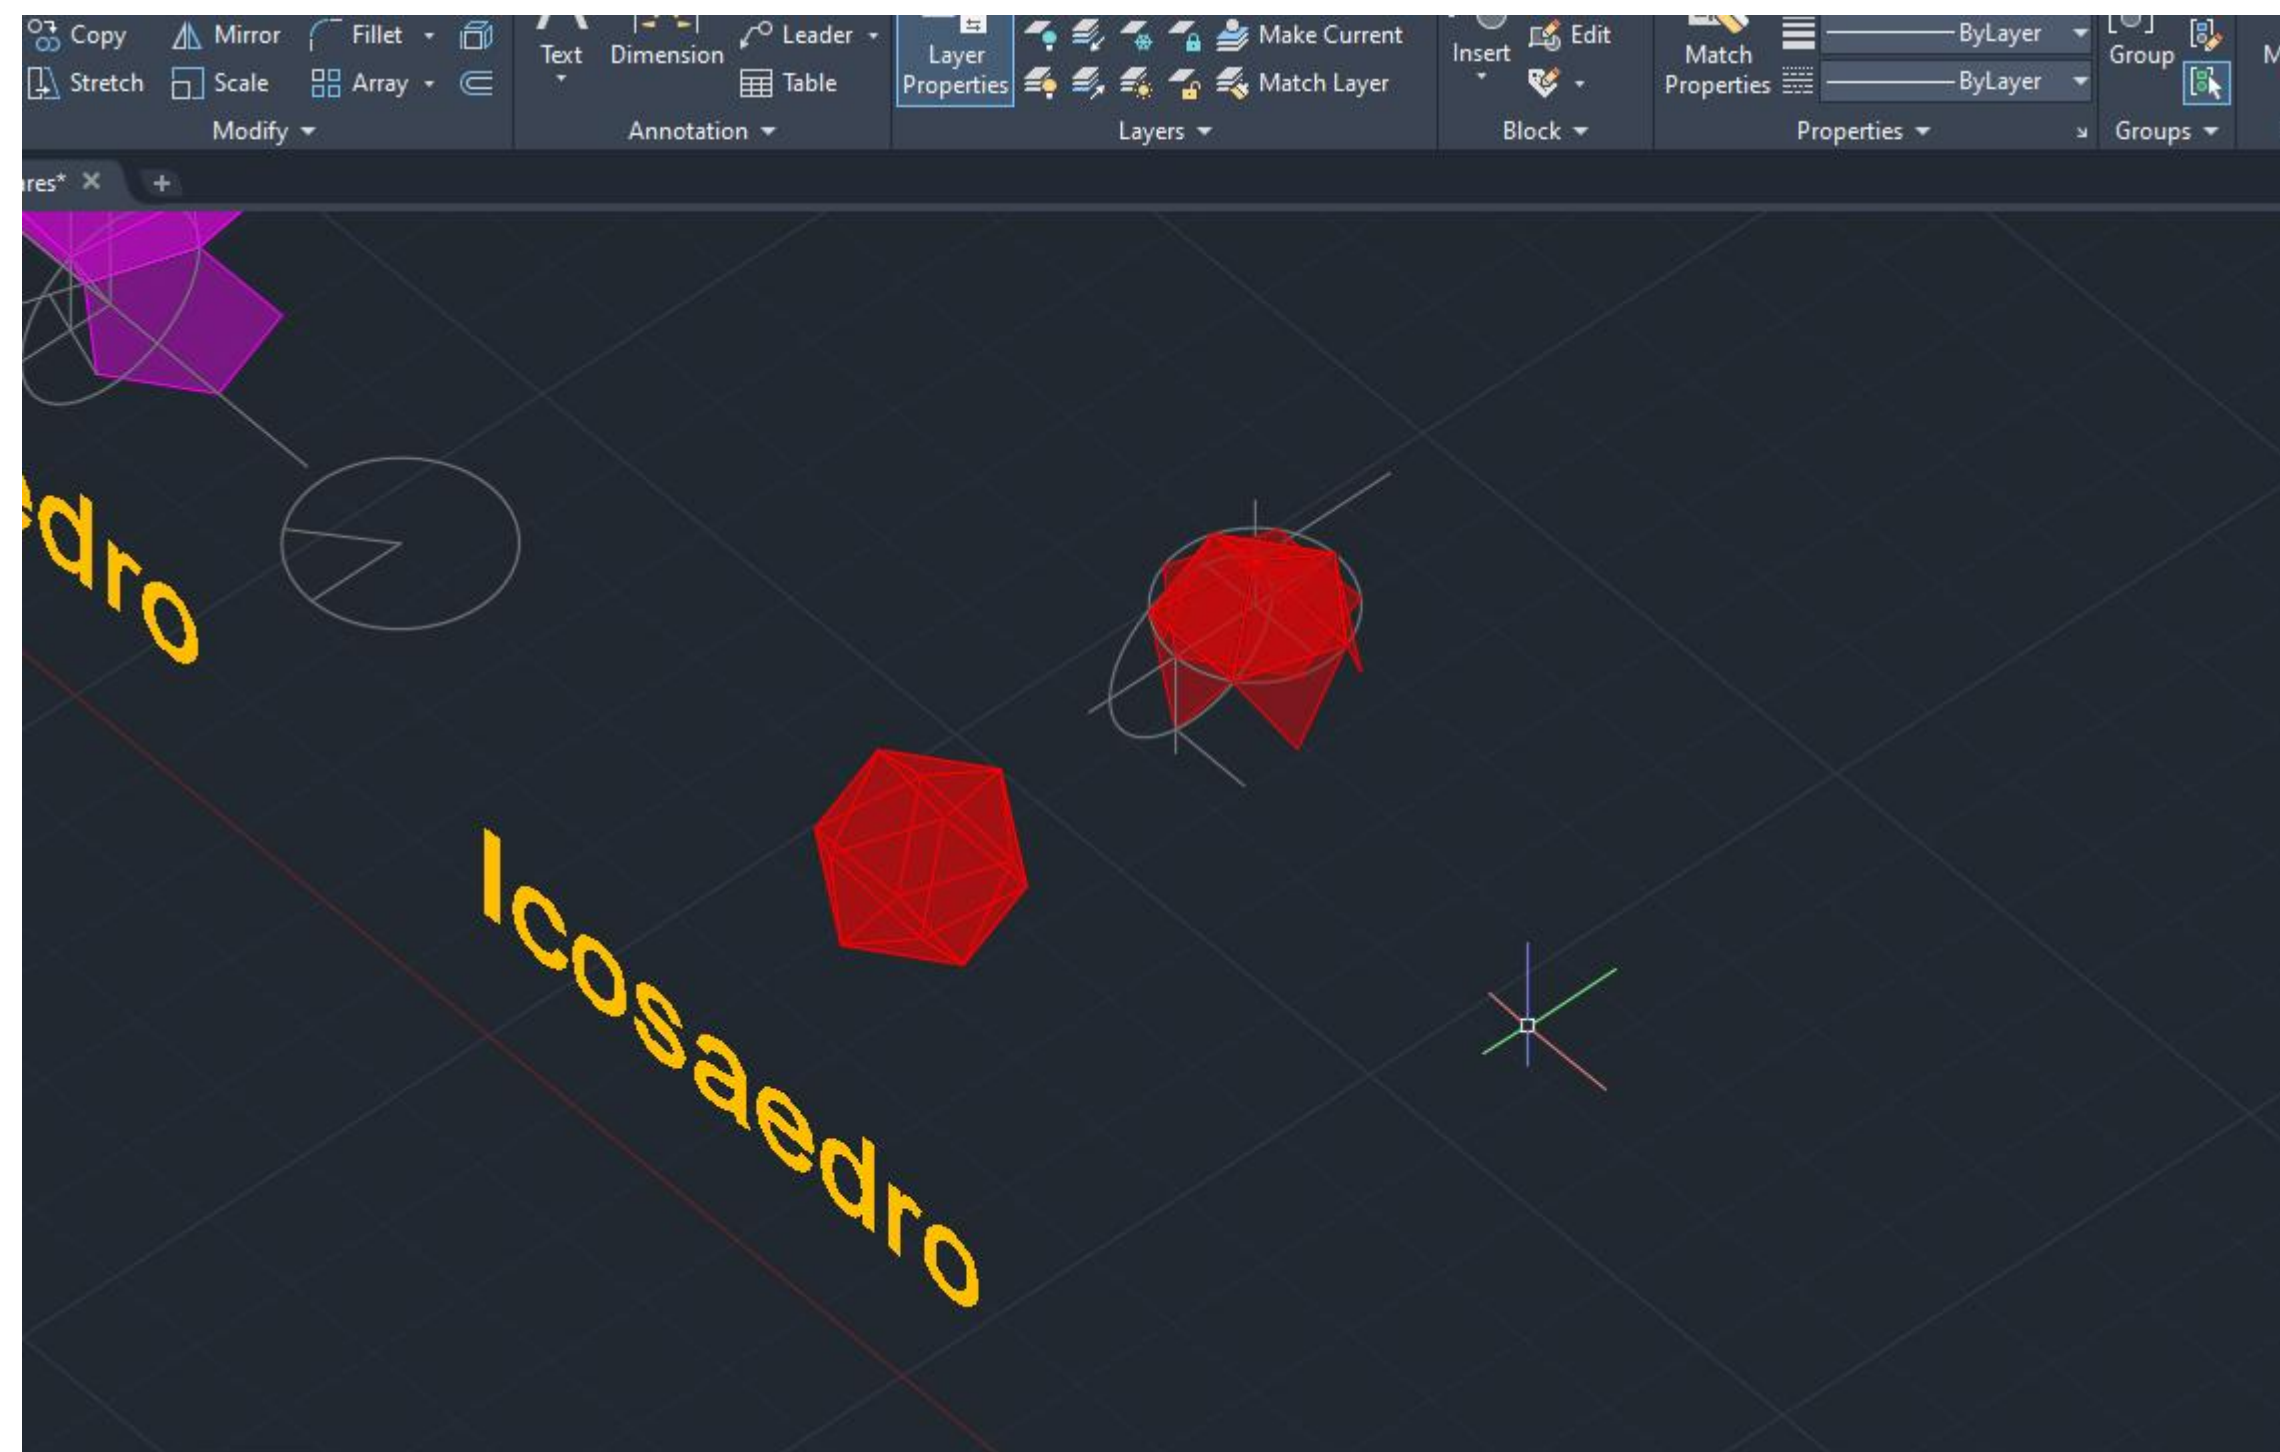 Copy Mirror Fillet Text Dimension Leader Layer Properties Make Current Insert Edit Match Properties ByLayer Group
Stretch Scale Array Table Match Layer ByLayer
Modify Annotation Layers Block Properties Groups
res*
edro
Icosaedro